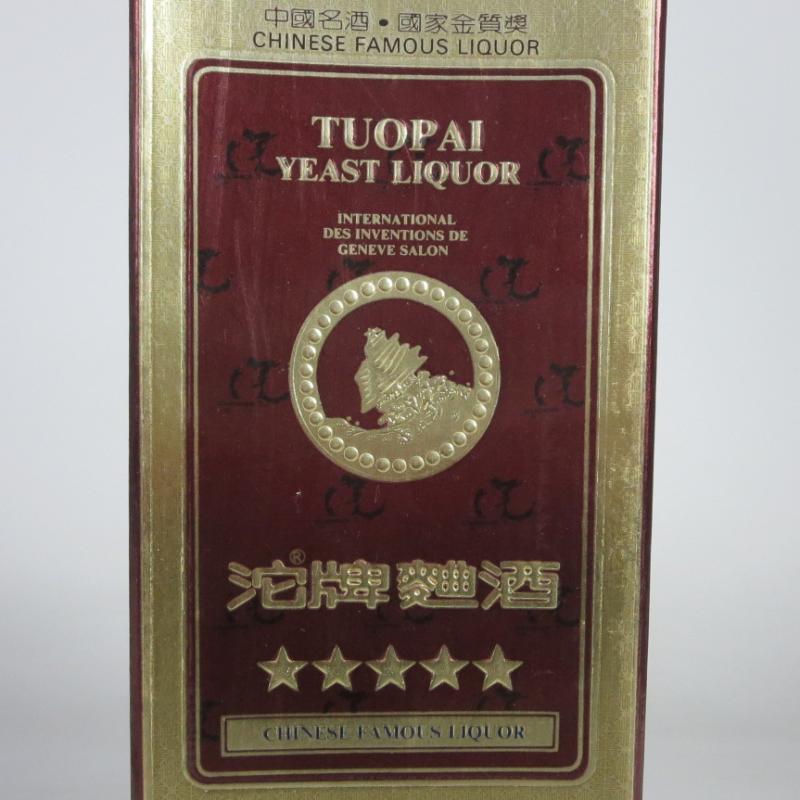 中國名酒・國家金質獎
CHINESE FAMOUS LIQUOR
TUOPAI
YEAST LIQUOR
INTERNATIONAL
DES INVENTIONS DE
GENEVE SALON
沱®牌麯酒
CHINESE FAMOUS LIQUOR